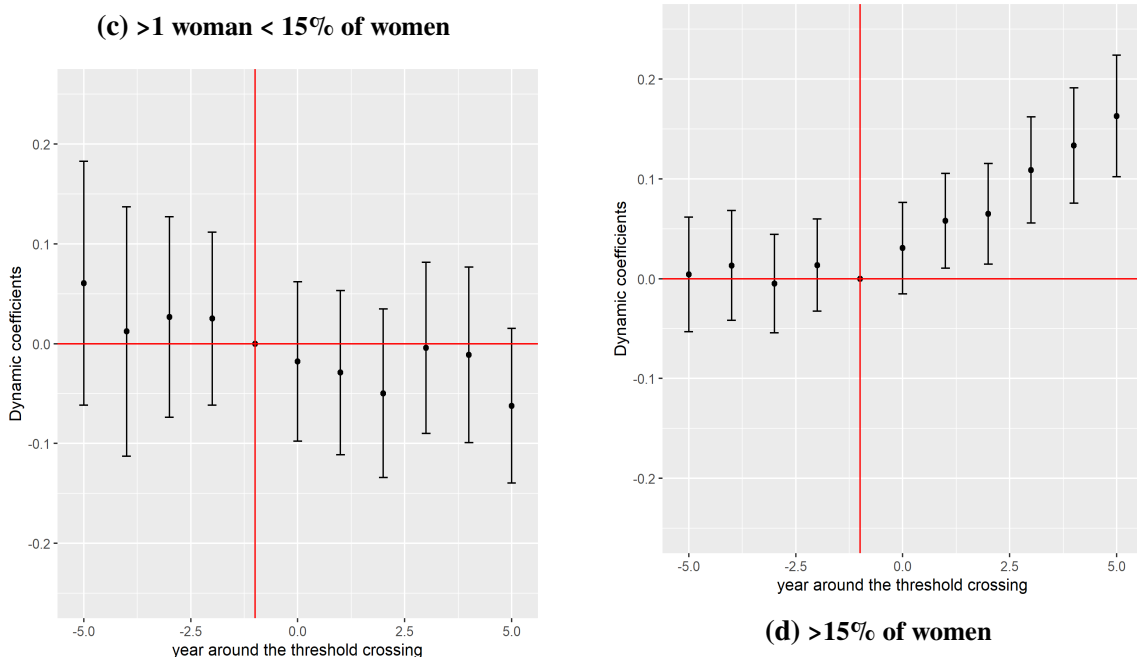 (c) >1 woman < 15% of women
0.2
0.1
0.0
-0.1
-0.2
Dynamic coefficients
-5.0 -2.5 0.0 2.5 5.0
year around the threshold crossing
0.2
0.1
0.0
-0.1
-0.2
Dynamic coefficients
-5.0 -2.5 0.0 2.5 5.0
year around the threshold crossing
(d) >15% of women